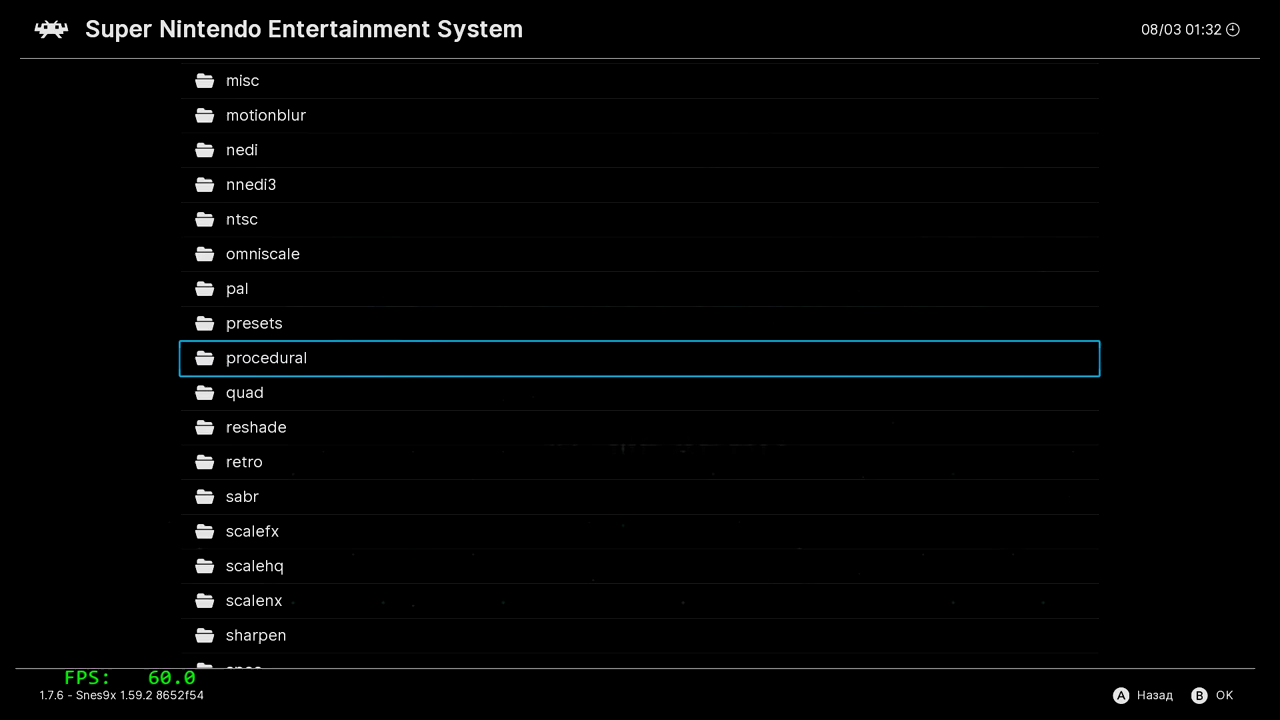 Super Nintendo Entertainment System
08/03 01:32
misc
motionblur
nedi
nnedi3
ntsc
omniscale
pal
presets
procedural
quad
reshade
retro
sabr
scalefx
scalehq
scalenx
sharpen
FPS: 60.0
1.7.6 - Snes9x 1.59.2 8652f54
A Назад B OK